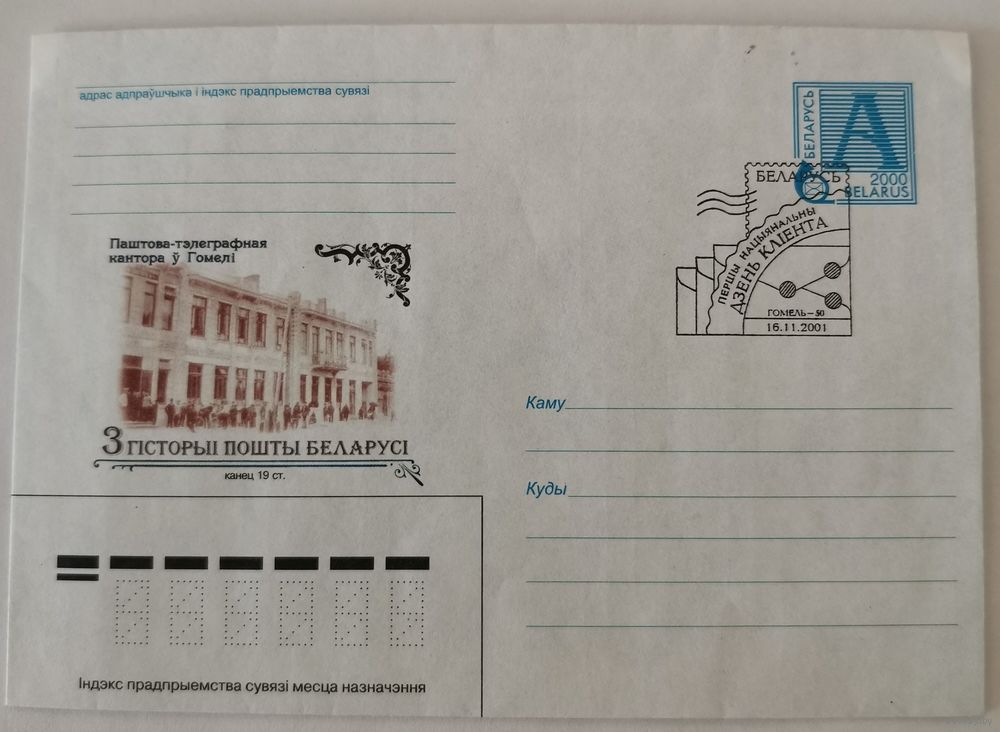 адрас адпраўшчыка і індэкс прадпрыемства сувязі
Паштова-тэлеграфная
кантора ў Гомелі
З гісторыі пошты Беларусі
канец 19 ст.
Індэкс прадпрыемства сувязі месца назначэння
БЕЛАРУСЬ
А
2000
BELARUS
БЕЛАРУСЬ
ПЕРШЫ НАЦЫЯНАЛЬНЫ
ДЗЕНЬ КЛІЕНТА
ГОМЕЛЬ-50
16.11.2001
Каму
Куды